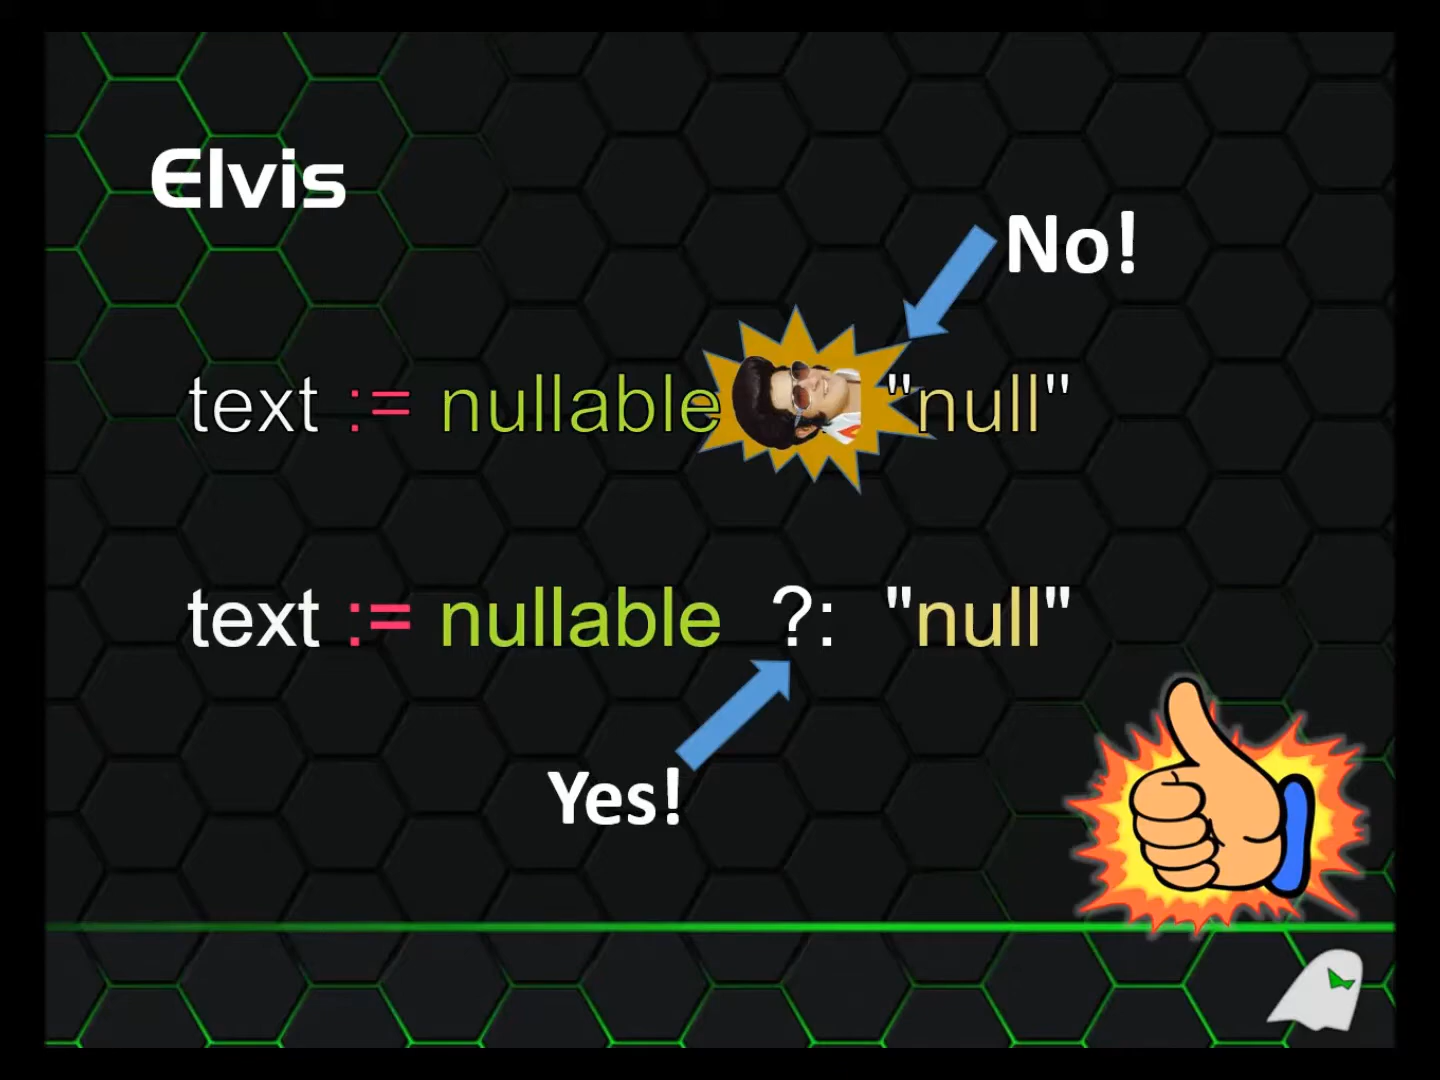 Elvis
No!
text := nullable "null"
text := nullable ?: "null"
Yes!